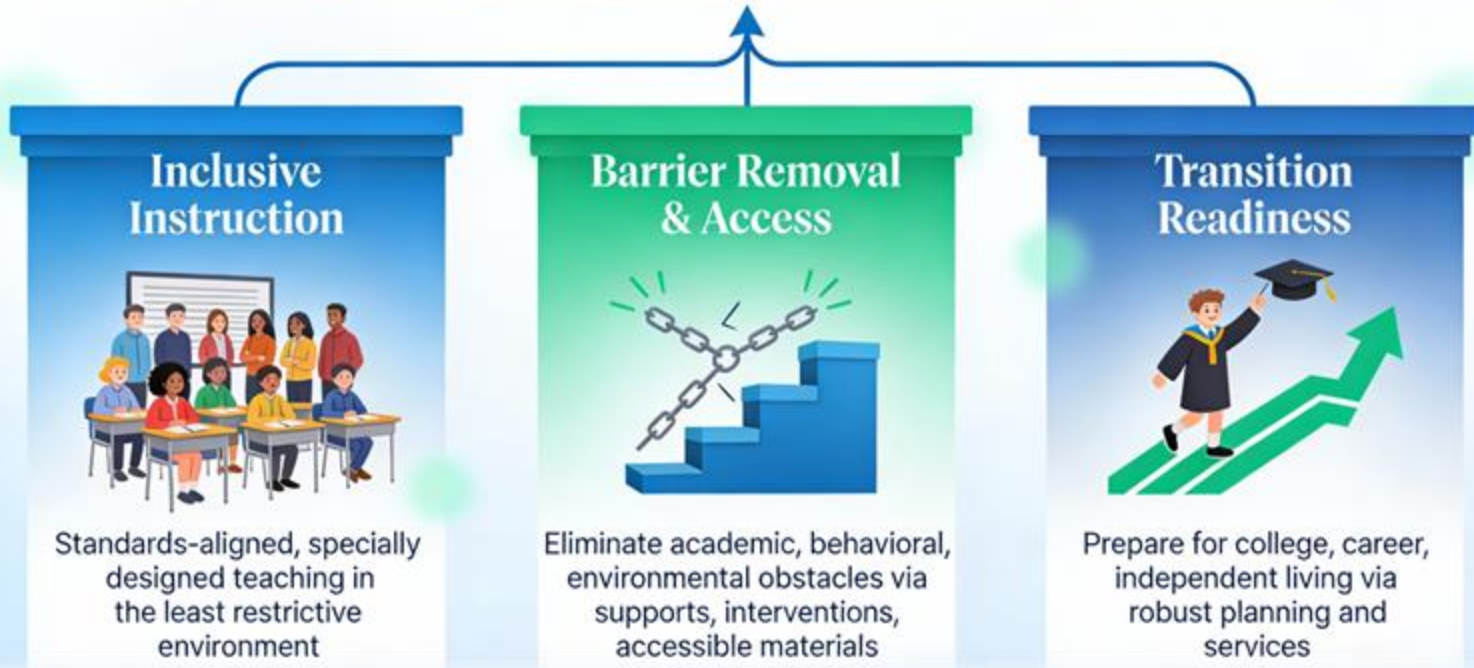 Inclusive
Instruction
Standards-aligned, specially
designed teaching in
the least restrictive
environment
Barrier Removal
& Access
Eliminate academic, behavioral,
environmental obstacles via
supports, interventions,
accessible materials
Transition
Readiness
Prepare for college, career,
independent living via
robust planning and
services